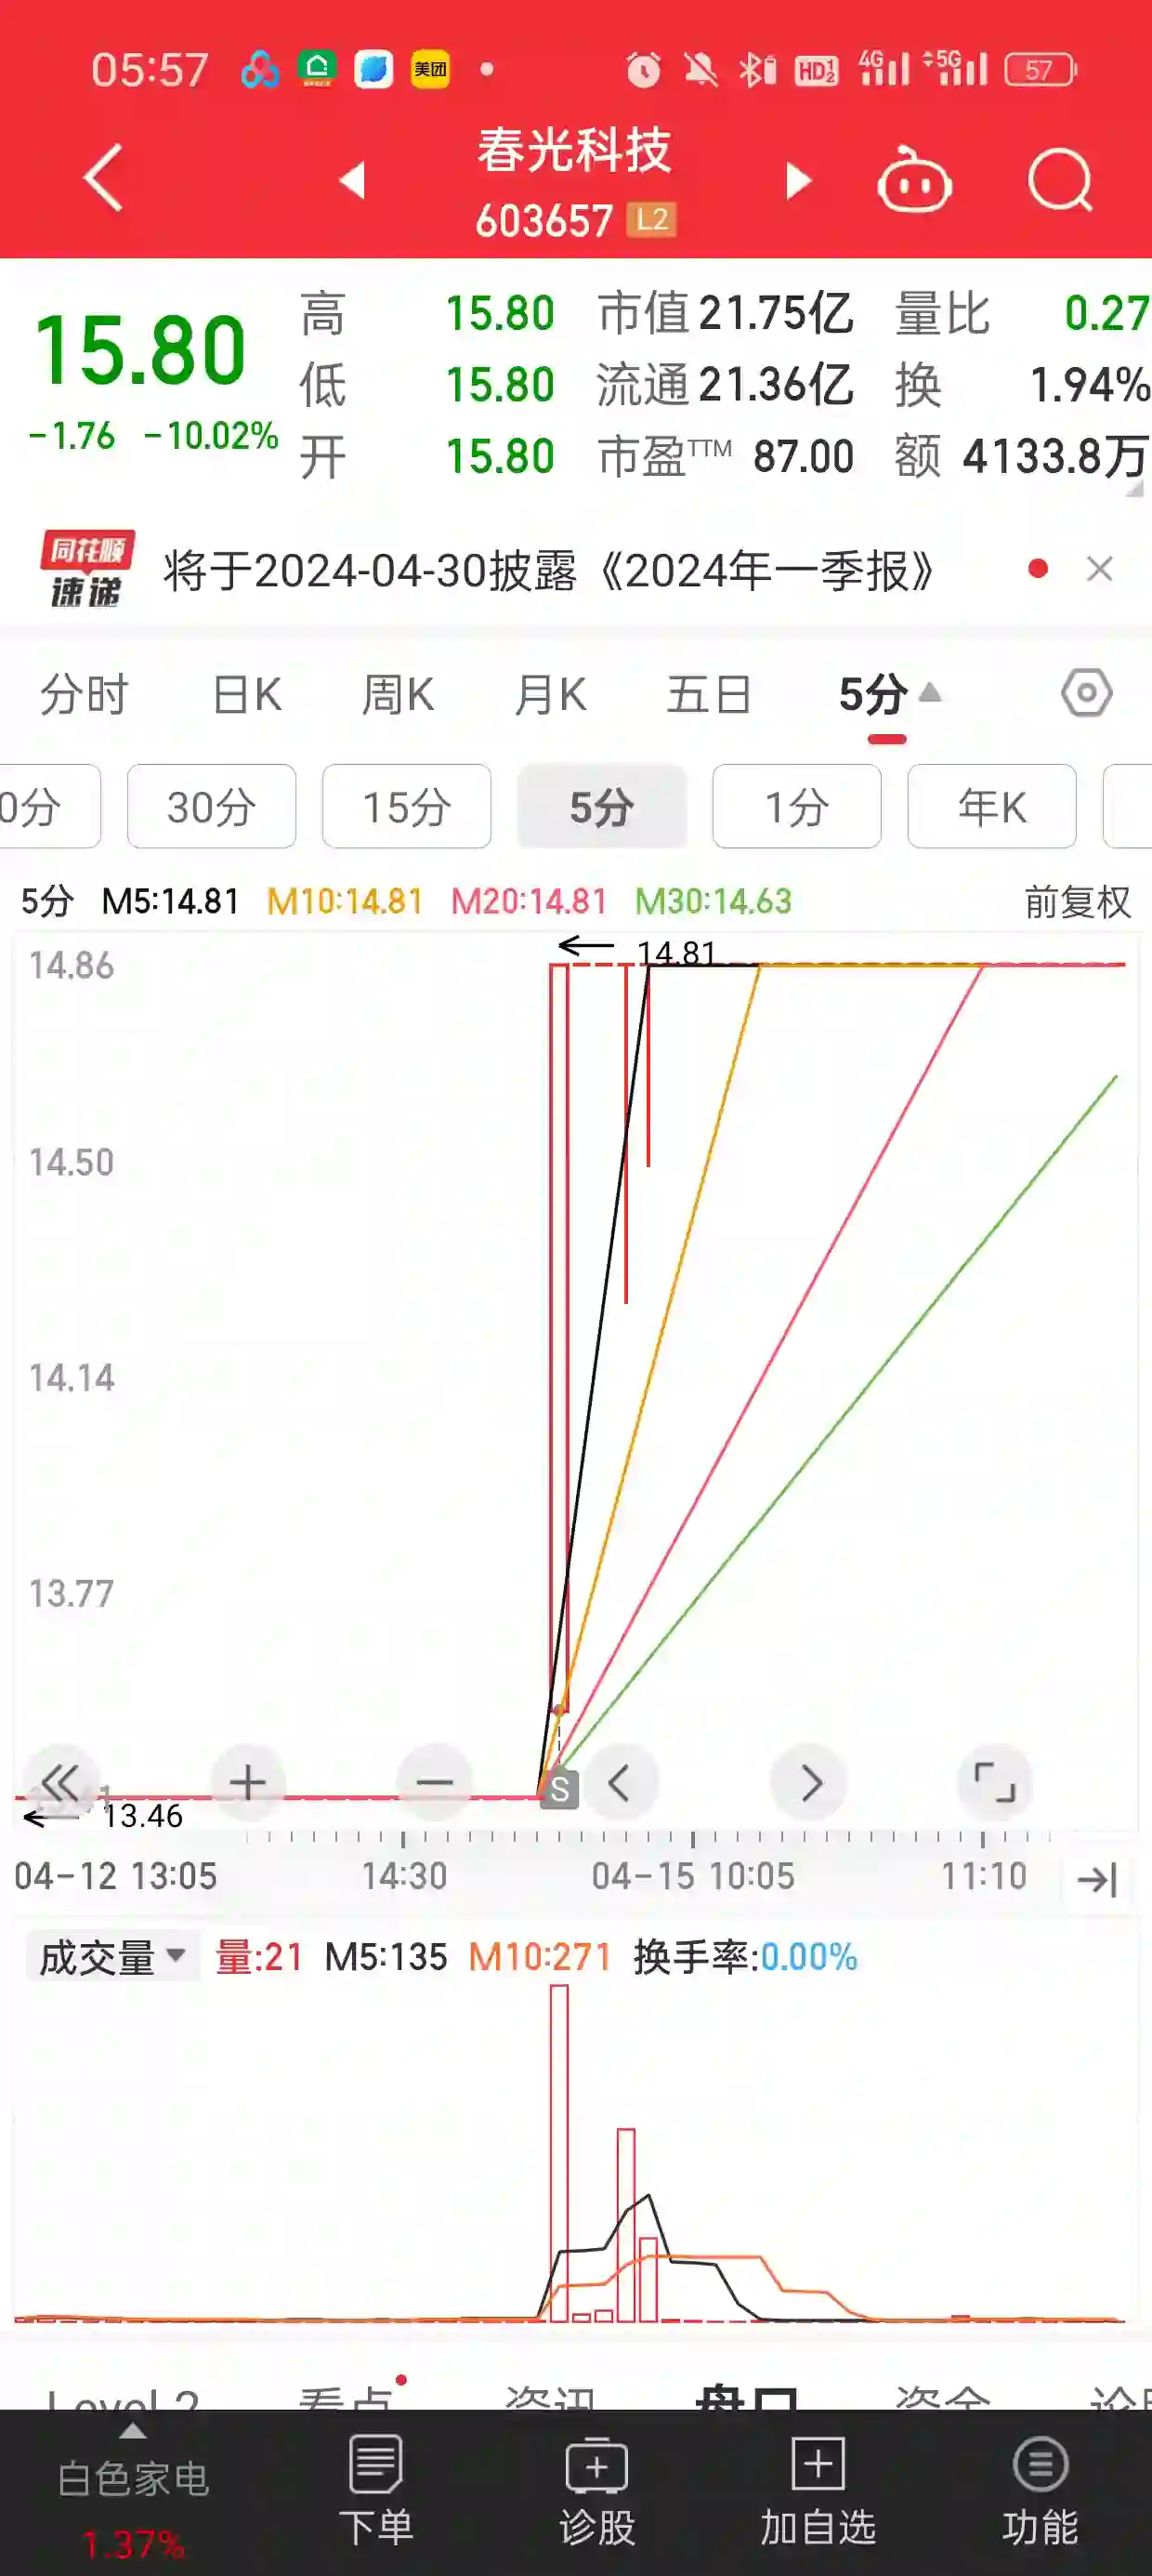 05:57 美团 HD1 2 4G 5G 57
春光科技
603657 L2
15.80
-1.76 -10.02%
高 15.80 市值 21.75亿 量比 0.27
低 15.80 流通 21.36亿 换 1.94%
开 15.80 市盈TTM 87.00 额 4133.8万
同花顺
速递
将于2024-04-30披露《2024年一季报》
分时 日K 周K 月K 五日 5分
0分 30分 15分 5分 1分 年K
5分 M5:14.81 M10:14.81 M20:14.81 M30:14.63 前复权
14.81
14.86
14.50
14.14
13.77
S
13.46
04-12 13:05 14:30 04-15 10:05 11:10
成交量 量:21 M5:135 M10:271 换手率:0.00%
Level 2 看点 资讯 盘口 资金
白色家电
1.37%
下单 诊股 加自选 功能